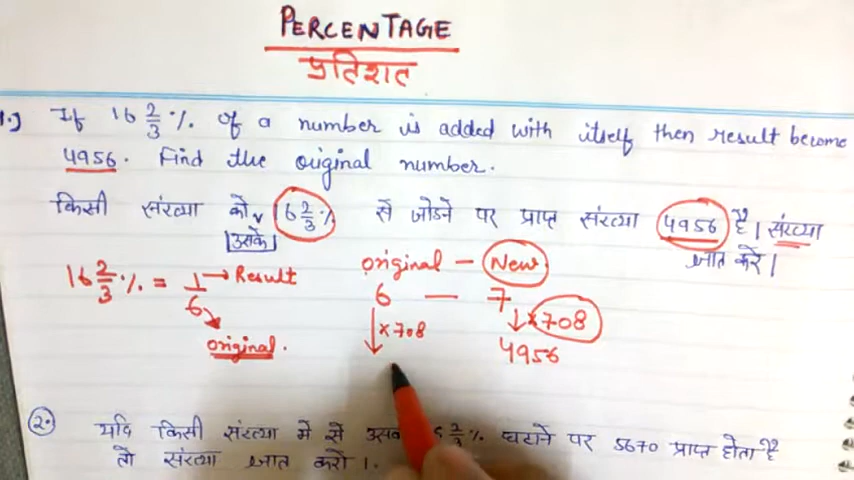 PERCENTAGE
प्रतिशत
1.) If 16 2/3 % of a number is added with itself then result become
4956. Find the original number.
किसी संख्या को 16 2/3 % से जोडने पर प्राप्त संख्या 4956 है। संख्या
उसके ज्ञात करें।
16 2/3 % = 1/6 → Result
original.
original — New
6 — 7
×708 ×708
4956
2. यदि किसी संख्या में से 2/3 % घटाने पर 5670 प्राप्त होता है
तो संख्या ज्ञात करो।.